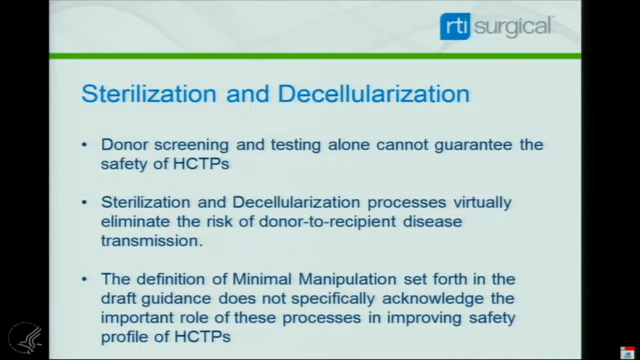 rti surgical
Sterilization and Decellularization
• Donor screening and testing alone cannot guarantee the
safety of HCTPs
• Sterilization and Decellularization processes virtually
eliminate the risk of donor-to-recipient disease
transmission.
• The definition of Minimal Manipulation set forth in the
draft guidance does not specifically acknowledge the
important role of these processes in improving safety
profile of HCTPs